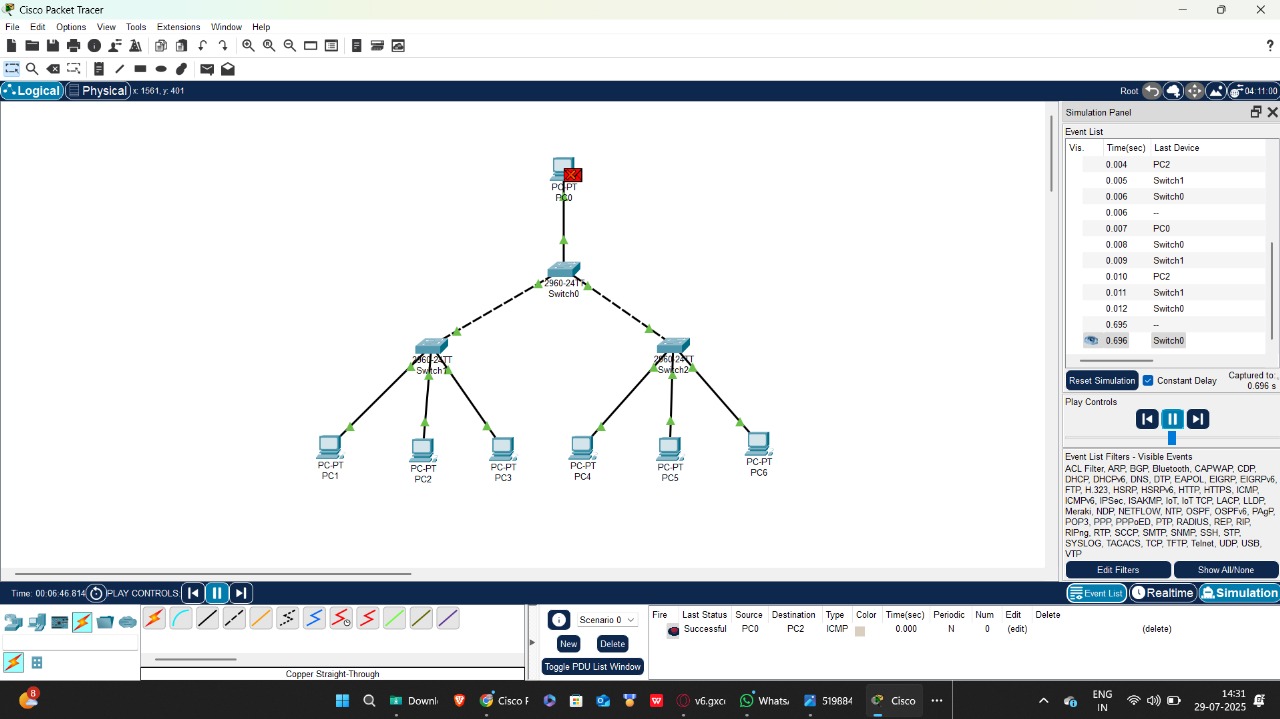 Cisco Packet Tracer
File Edit Options View Tools Extensions Window Help
?
Logical Physical x: 1561, y: 401 Root 04:11:00
Simulation Panel
Event List
Vis. Time(sec) Last Device
0.004 PC2
0.005 Switch1
0.006 Switch0
0.006 --
0.007 PC0
0.008 Switch0
0.009 Switch1
0.010 PC2
0.011 Switch1
0.012 Switch0
0.695 --
0.696 Switch0
Reset Simulation Constant Delay Captured to:
0.696 s
Play Controls
Event List Filters - Visible Events
ACL Filter, ARP, BGP, Bluetooth, CAPWAP, CDP,
DHCP, DHCPv6, DNS, DTP, EAPOL, EIGRP, EIGRPv6,
FTP, H.323, HSRP, HSRPv6, HTTP, HTTPS, ICMP,
ICMPv6, IPSec, ISAKMP, IoT, IoT TCP, LACP, LLDP,
Meraki, NDP, NETFLOW, NTP, OSPF, OSPFv6, PAgP,
POP3, PPP, PPPoED, PTP, RADIUS, REP, RIP,
RIPng, RTP, SCCP, SMTP, SNMP, SSH, STP,
SYSLOG, TACACS, TCP, TFTP, Telnet, UDP, USB,
VTP
Edit Filters Show All/None
Event List Realtime Simulation
PC-PT
PC0
2960-24TT
Switch0
2960-24TT
Switch1
2960-24TT
Switch2
PC-PT
PC1
PC-PT
PC2
PC-PT
PC3
PC-PT
PC4
PC-PT
PC5
PC-PT
PC6
Time: 00:06:46.814 PLAY CONTROLS:
Copper Straight-Through
Scenario 0
New Delete
Toggle PDU List Window
Fire Last Status Source Destination Type Color Time(sec) Periodic Num Edit Delete
Successful PC0 PC2 ICMP 0.000 N 0 (edit) (delete)
8 Downl Cisco F v6.gxc Whats 519884 Cisco
ENG
IN
14:31
29-07-2025